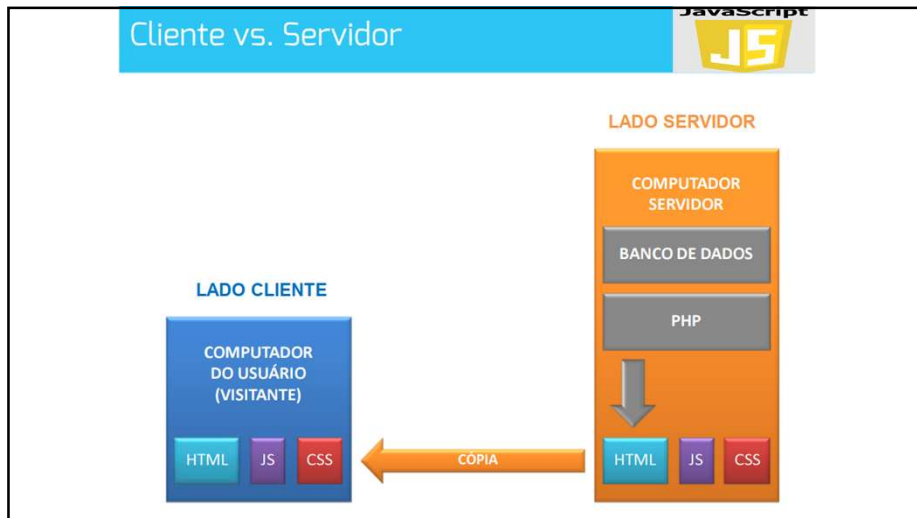 Cliente vs. Servidor
JavaScript
JS
LADO SERVIDOR
COMPUTADOR
SERVIDOR
BANCO DE DADOS
PHP
HTML
JS
CSS
LADO CLIENTE
COMPUTADOR
DO USUÁRIO
(VISITANTE)
HTML
JS
CSS
CÓPIA